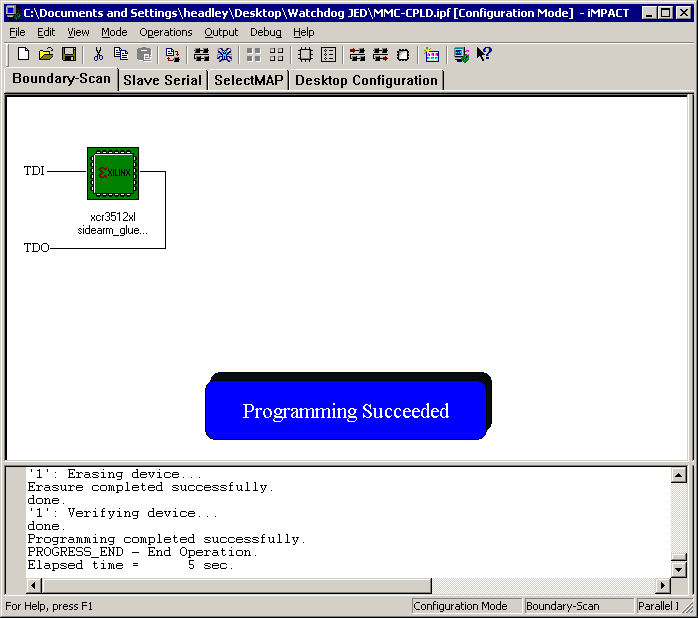 C:\Documents and Settings\headley\Desktop\Watchdog JED\MMC-CPLD.ipf [Configuration Mode] - iMPACT
File Edit View Mode Operations Output Debug Help
Boundary-Scan Slave Serial SelectMAP Desktop Configuration
TDI
XILINX
xcr3512xl
sidearm_glue...
TDO
Programming Succeeded
'1': Erasing device...
Erasure completed successfully.
done.
'1': Verifying device...
done.
Programming completed successfully.
PROGRESS_END - End Operation.
Elapsed time = 5 sec.
For Help, press F1 Configuration Mode Boundary-Scan Parallel